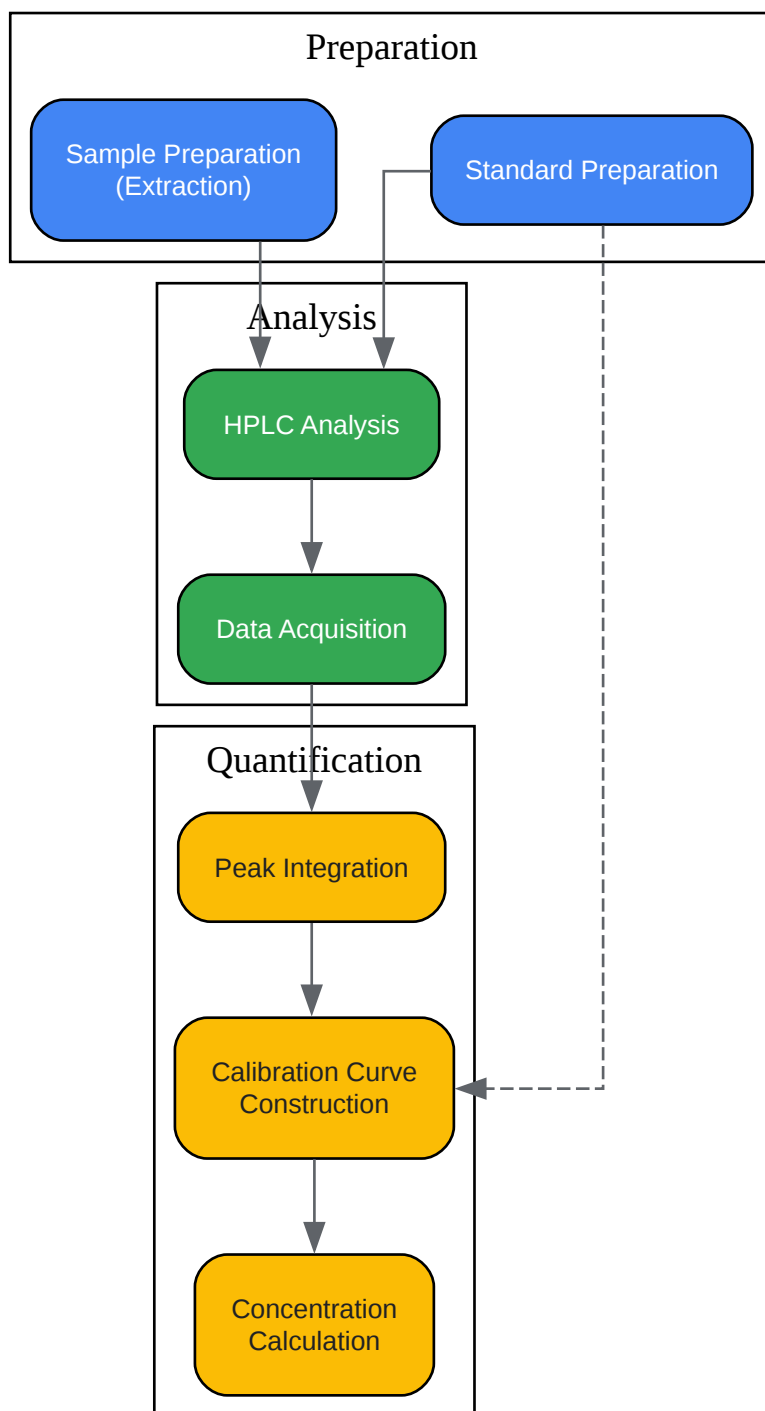 Preparation
Sample Preparation
(Extraction)
Standard Preparation
Analysis
HPLC Analysis
Data Acquisition
Quantification
Peak Integration
Calibration Curve
Construction
Concentration
Calculation